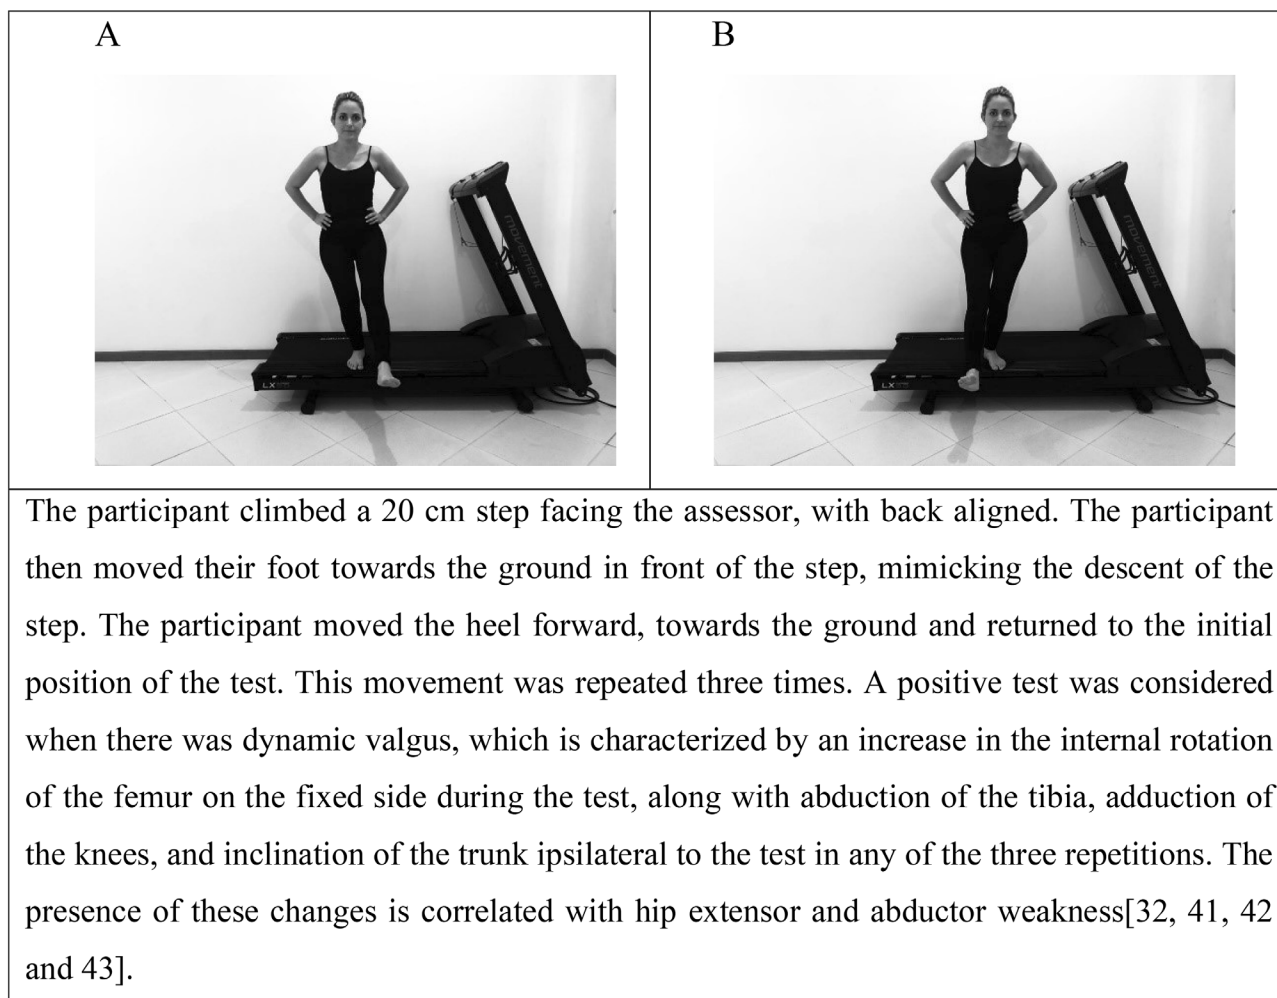 A
B
movement
movement
LX
LX
The participant climbed a 20 cm step facing the assessor, with back aligned. The participant
then moved their foot towards the ground in front of the step, mimicking the descent of the
step. The participant moved the heel forward, towards the ground and returned to the initial
position of the test. This movement was repeated three times. A positive test was considered
when there was dynamic valgus, which is characterized by an increase in the internal rotation
of the femur on the fixed side during the test, along with abduction of the tibia, adduction of
the knees, and inclination of the trunk ipsilateral to the test in any of the three repetitions. The
presence of these changes is correlated with hip extensor and abductor weakness[32, 41, 42
and 43].